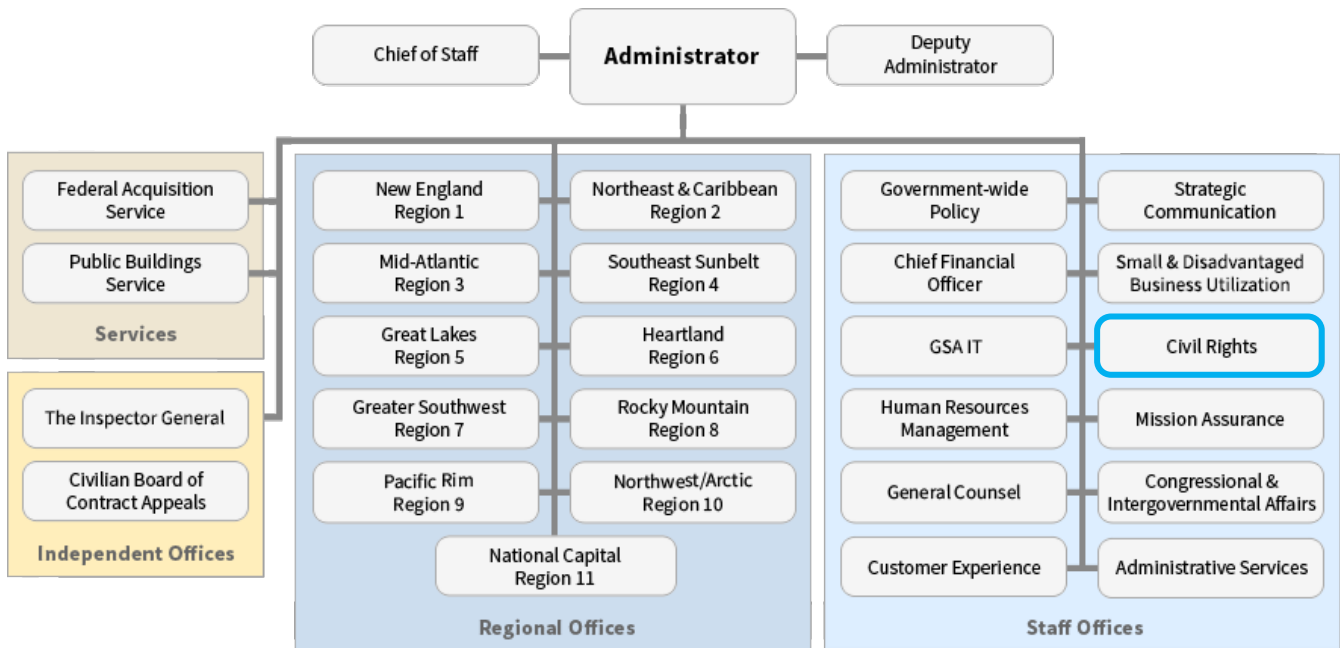 Chief of Staff
Administrator
Deputy
Administrator
Federal Acquisition
Service
Public Buildings
Service
Services
The Inspector General
Civilian Board of
Contract Appeals
Independent Offices
New England
Region 1
Northeast & Caribbean
Region 2
Mid-Atlantic
Region 3
Southeast Sunbelt
Region 4
Great Lakes
Region 5
Heartland
Region 6
Greater Southwest
Region 7
Rocky Mountain
Region 8
Pacific Rim
Region 9
Northwest/Arctic
Region 10
National Capital
Region 11
Regional Offices
Government-wide
Policy
Strategic
Communication
Chief Financial
Officer
Small & Disadvantaged
Business Utilization
GSA IT
Civil Rights
Human Resources
Management
Mission Assurance
General Counsel
Congressional &
Intergovernmental Affairs
Customer Experience
Administrative Services
Staff Offices